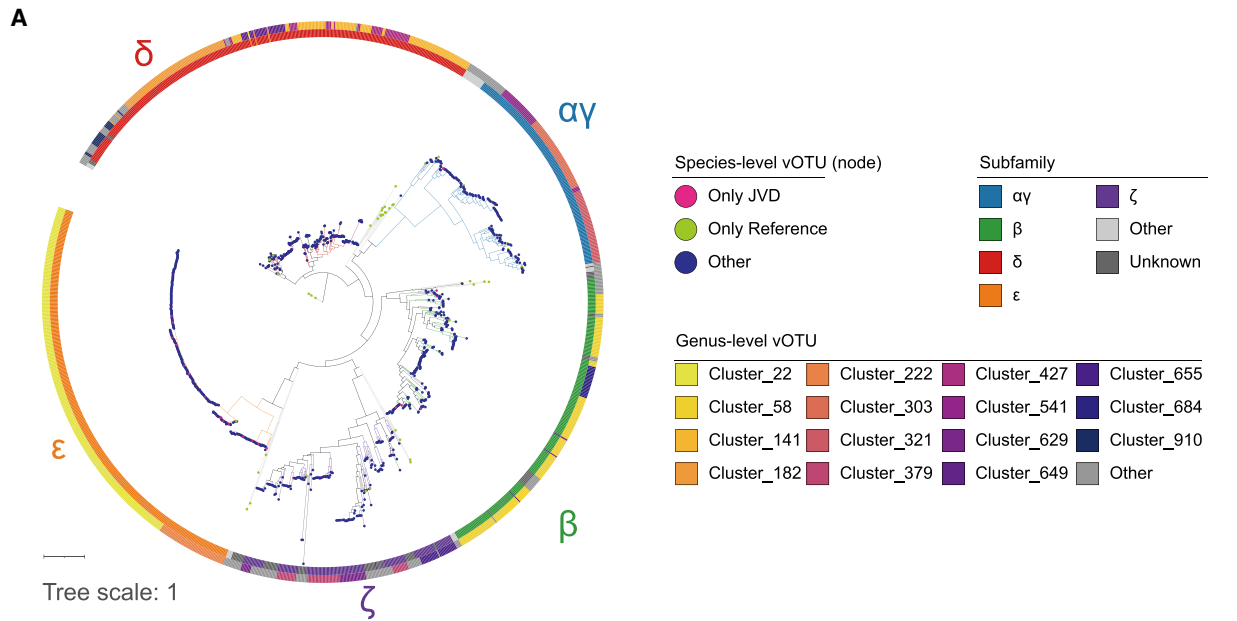 A
δ
αγ
ε
β
ζ
Tree scale: 1
Species-level vOTU (node)
Only JVD
Only Reference
Other
Subfamily
αγ
β
δ
ε
ζ
Other
Unknown
Genus-level vOTU
Cluster_22
Cluster_58
Cluster_141
Cluster_182
Cluster_222
Cluster_303
Cluster_321
Cluster_379
Cluster_427
Cluster_541
Cluster_629
Cluster_649
Cluster_655
Cluster_684
Cluster_910
Other